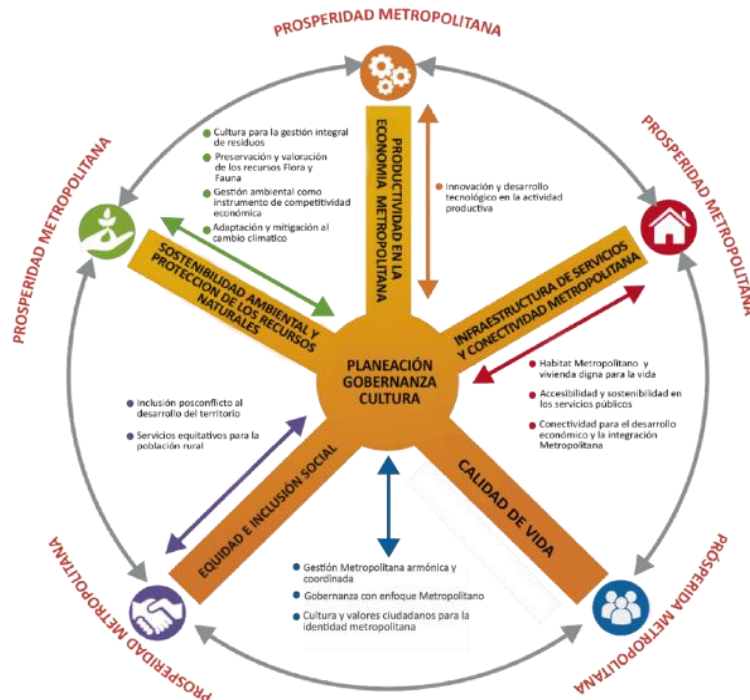 PROSPERIDAD METROPOLITANA
PROSPERIDAD METROPOLITANA
PROSPERIDAD METROPOLITANA
Cultura para la gestión integral
de residuos
Preservación y valoración
de los recursos Flora y
Fauna
Gestión ambiental como
instrumento de competitividad
económica
Adaptación y mitigación al
cambio climatico
PRODUCTIVIDAD EN LA
ECONOMIA METROPOLITANA
Innovación y desarrollo
tecnológico en la actividad
productiva
SOSTENIBILIDAD AMBIENTAL Y
PROTECCION DE LOS RECURSOS
NATURALES
INFRAESTRUCTURA DE SERVICIOS
Y CONECTIVIDAD METROPOLITANA
PLANEACIÓN
GOBERNANZA
CULTURA
Habitat Metropolitano y
vivienda digna para la vida
Accesibilidad y sostenibilidad en
los servicios públicos
Conectividad para el desarrollo
económico y la integración
Metropolitana
Inclusión posconflicto al
desarrollo del territorio
Servicios equitativos para la
población rural
EQUIDAD E INCLUSIÓN SOCIAL
CALIDAD DE VIDA
Gestión Metropolitana armónica y
coordinada
Gobernanza con enfoque Metropolitano
Cultura y valores ciudadanos para la
identidad metropolitana
PROSPERIDAD METROPOLITANA
PRÓSPERIDA METROPOLITANA